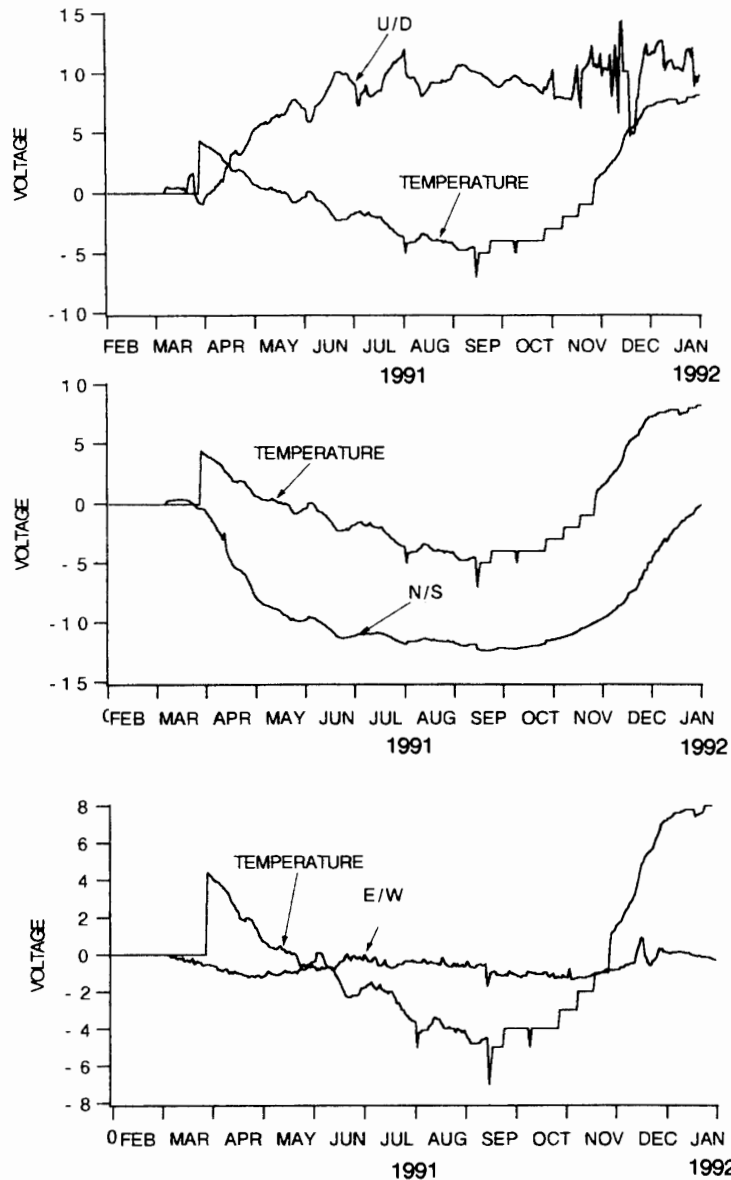 15
U/D
10
VOLTAGE
5
0
TEMPERATURE
-5
-10
FEB MAR APR MAY JUN JUL AUG SEP OCT NOV DEC JAN
1991 1992
10
5
TEMPERATURE
VOLTAGE
0
-5
N/S
-10
-15
FEB MAR APR MAY JUN JUL AUG SEP OCT NOV DEC JAN
1991 1992
8
6
TEMPERATURE
4
E/W
VOLTAGE
2
0
-2
-4
-6
-8
0 FEB MAR APR MAY JUN JUL AUG SEP OCT NOV DEC JAN
1991 1992